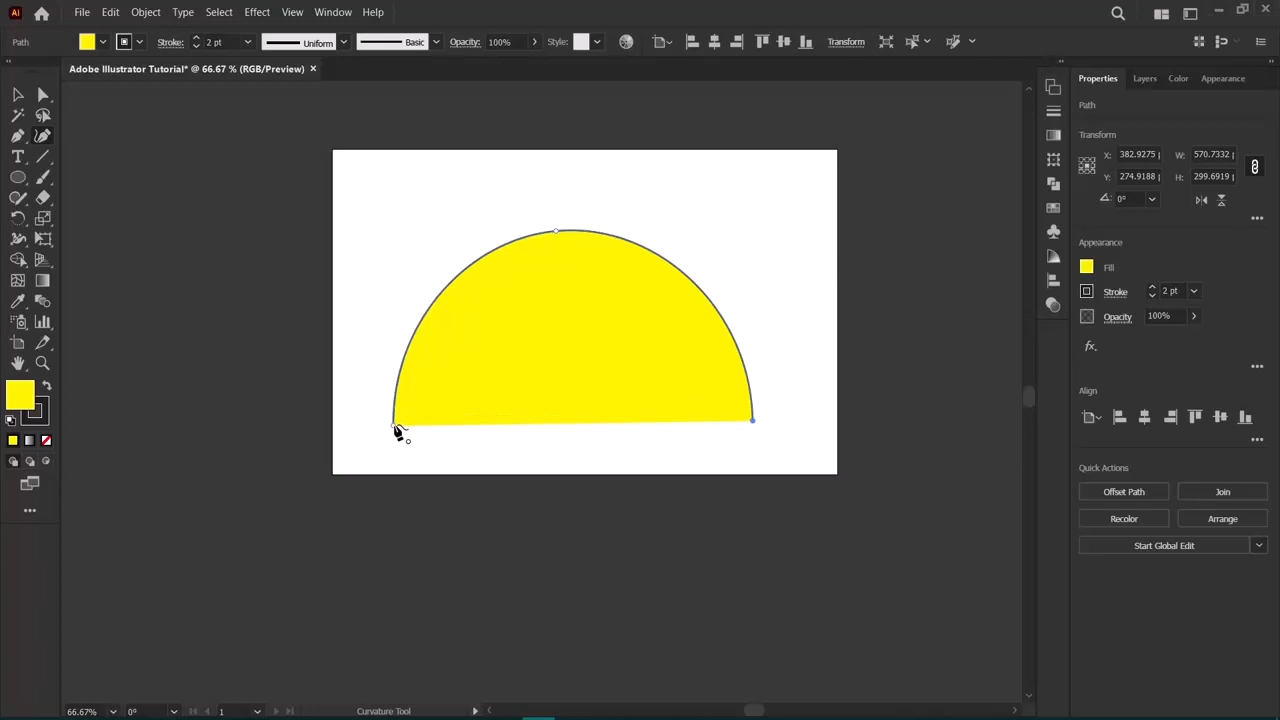 Ai File Edit Object Type Select Effect View Window Help
Path Stroke: 2 pt Uniform Basic Opacity: 100% Style: Transform
Adobe Illustrator Tutorial* @ 66.67 % (RGB/Preview) ×
Properties Layers Color Appearance
Path
Transform
X: 382.9275 p W: 570.7332
Y: 274.9188 p H: 299.6919 p
0°
Appearance
Fill
Stroke 2 pt
Opacity 100%
fx.
Align
Quick Actions
Offset Path Join
Recolor Arrange
Start Global Edit
66.67% 0° 1 Curvature Tool